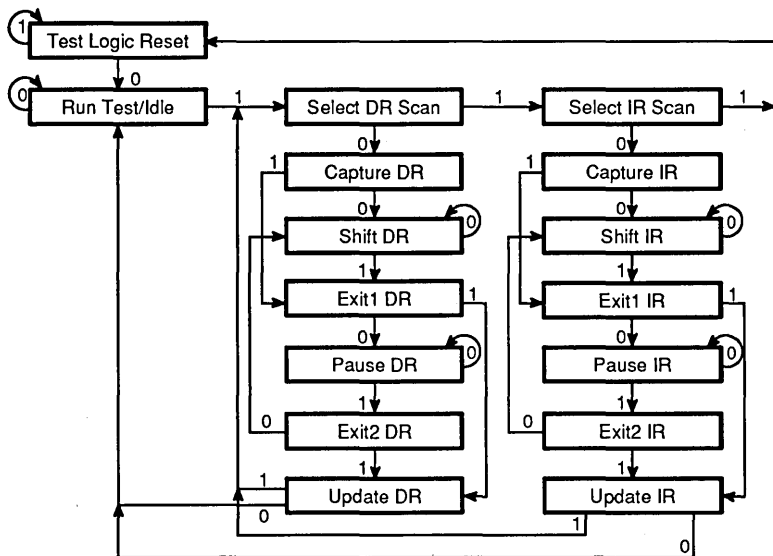 1
Test Logic Reset
0
0
Run Test/Idle
1
Select DR Scan
1
Select IR Scan
1
0
0
1
Capture DR
1
Capture IR
0
0
Shift DR
0
Shift IR
0
1
1
Exit1 DR
1
Exit1 IR
1
0
0
Pause DR
0
Pause IR
0
1
1
0
Exit2 DR
0
Exit2 IR
1
1
1
Update DR
Update IR
0
1
0